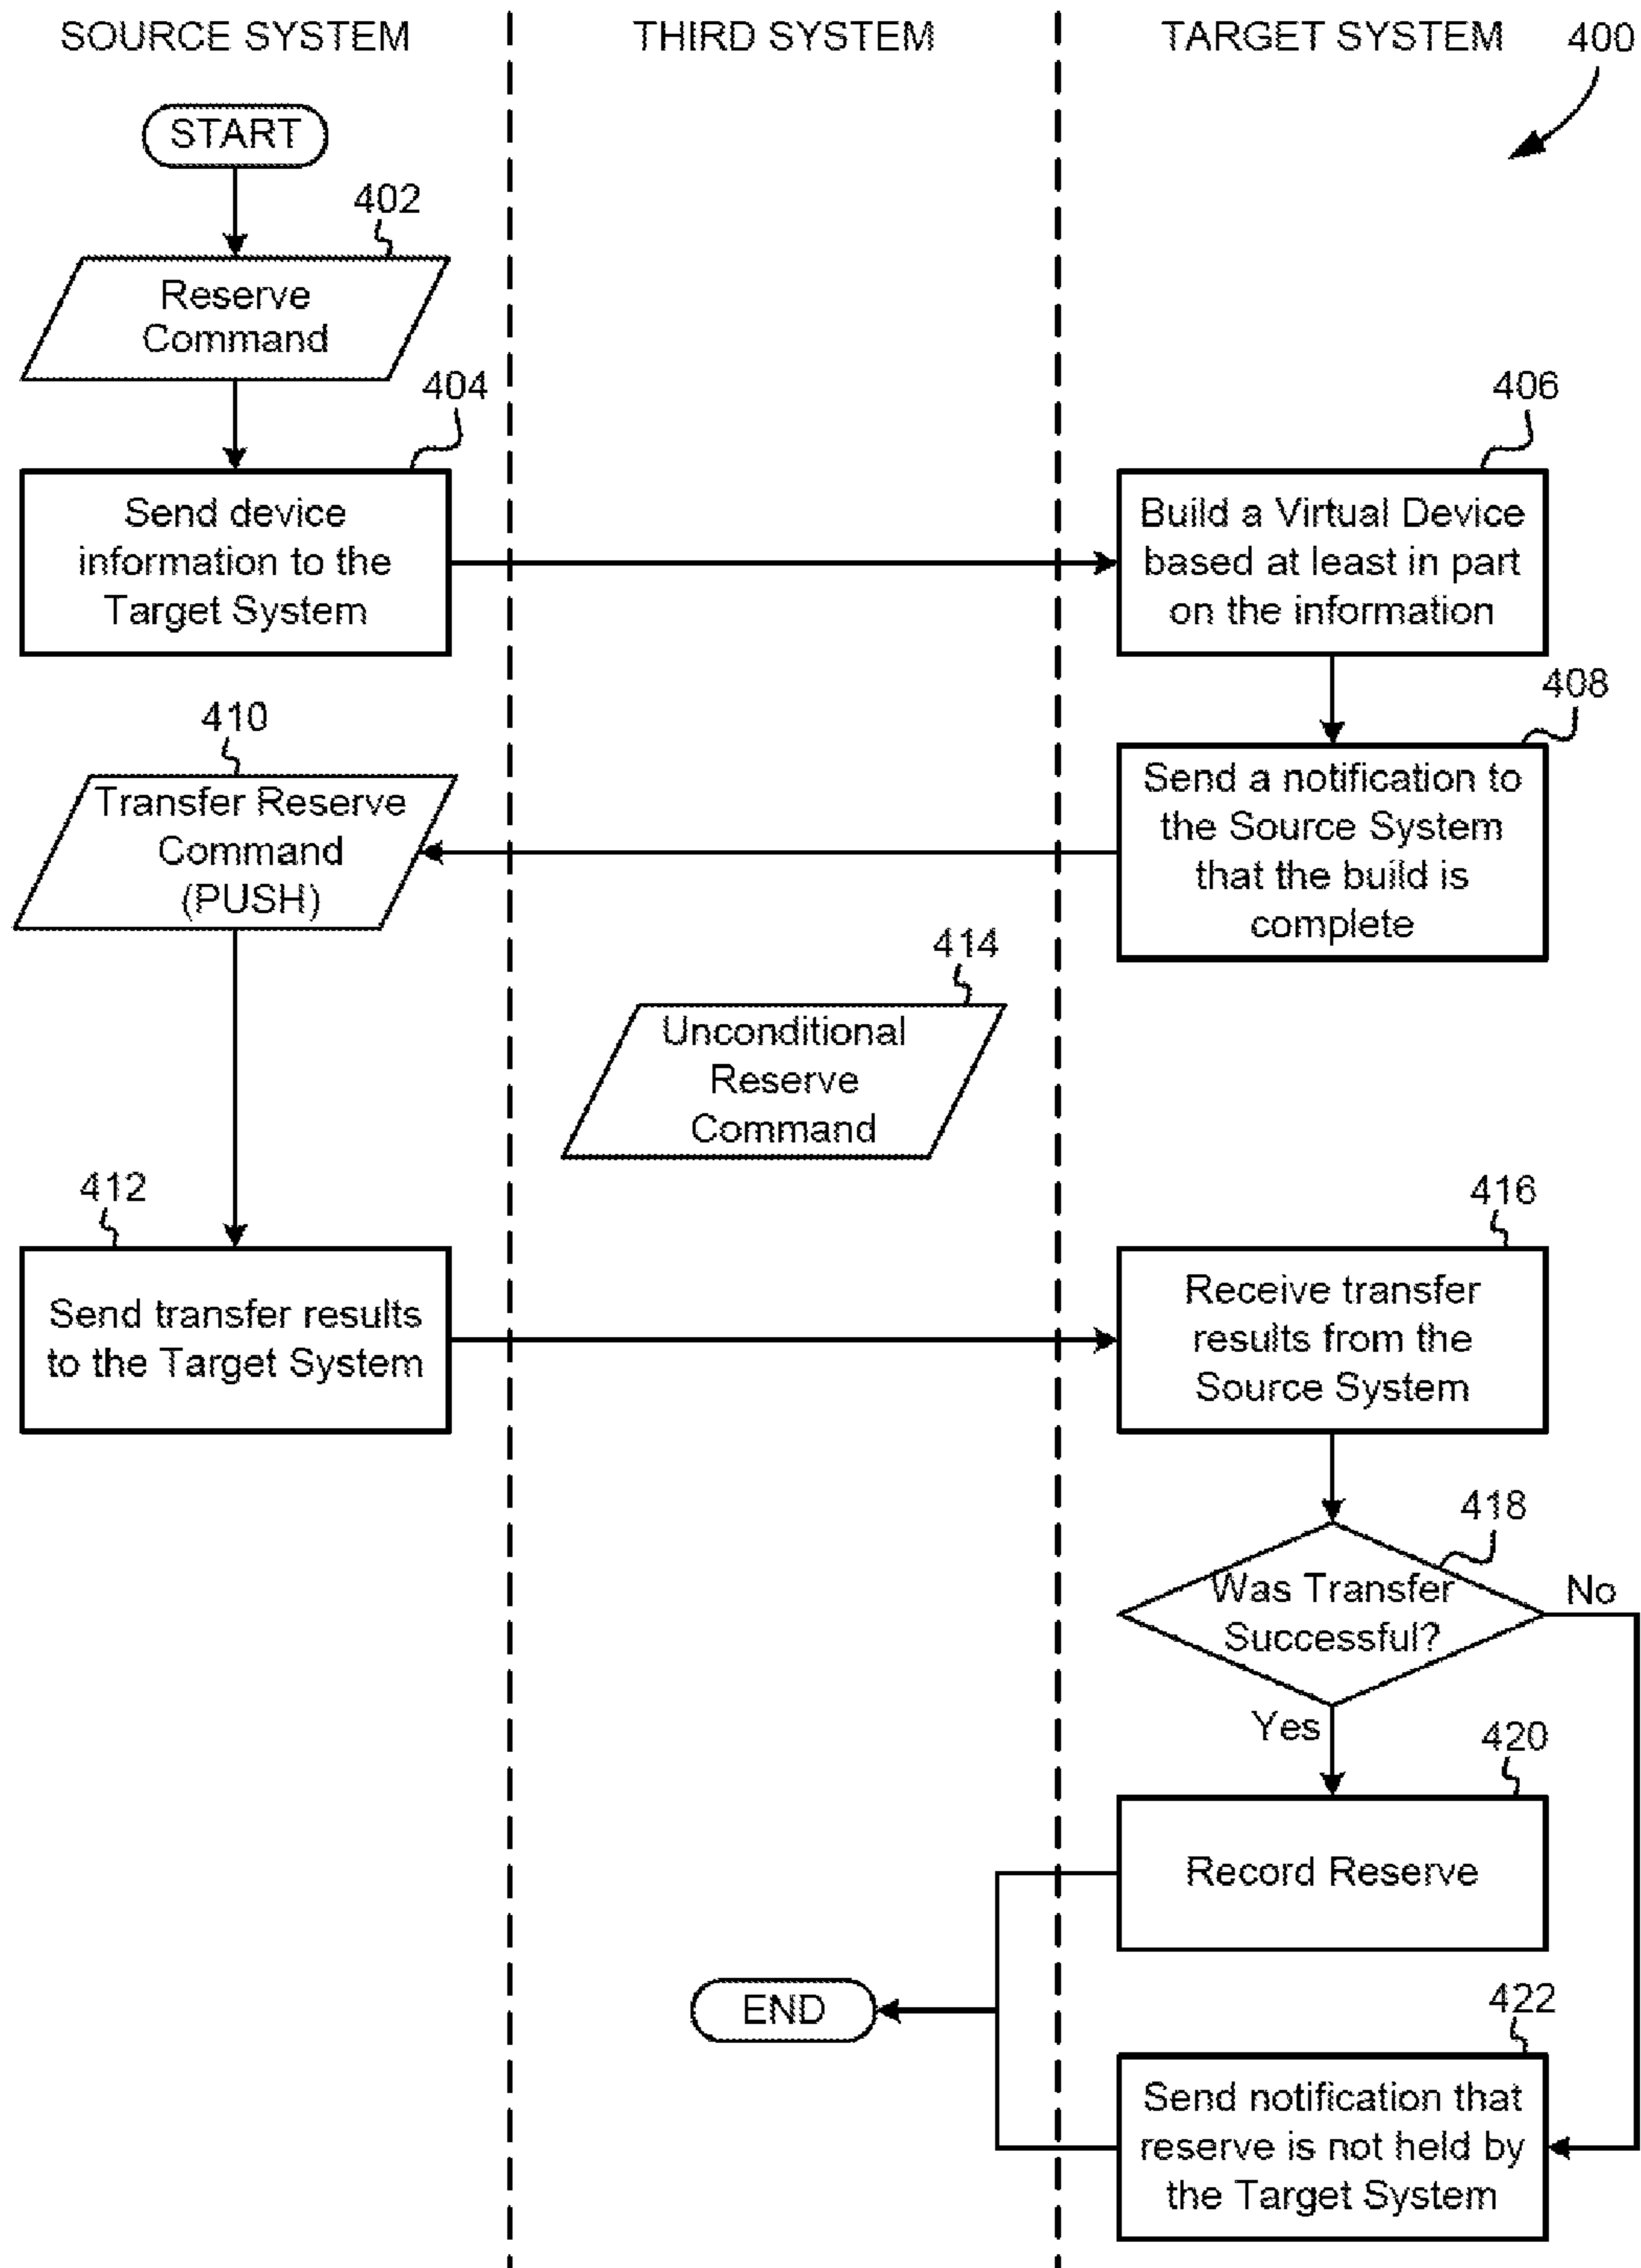 SOURCE SYSTEM
THIRD SYSTEM
TARGET SYSTEM
400
START
402
Reserve
Command
404
Send device
information to the
Target System
406
Build a Virtual Device
based at least in part
on the information
408
Send a notification to
the Source System
that the build is
complete
410
Transfer Reserve
Command
(PUSH)
414
Unconditional
Reserve
Command
412
Send transfer results
to the Target System
416
Receive transfer
results from the
Source System
418
Was Transfer
Successful?
No
Yes
420
Record Reserve
END
422
Send notification that
reserve is not held by
the Target System